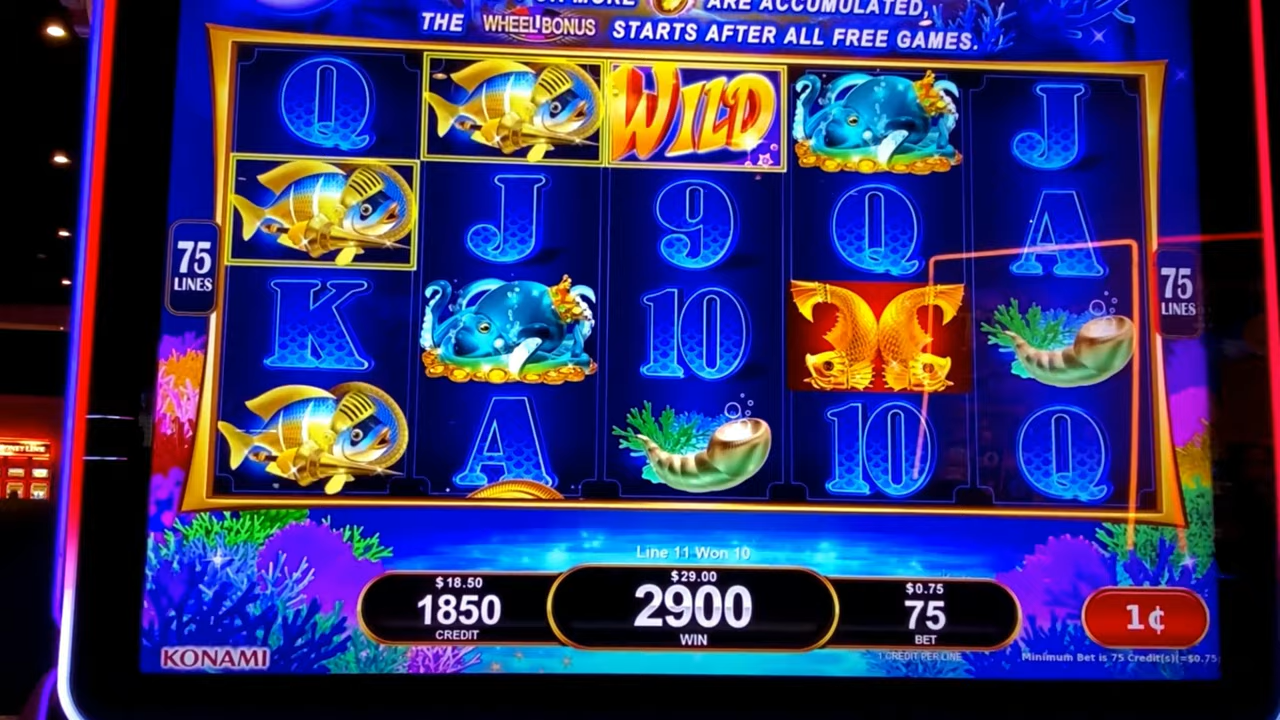 MORE ARE ACCUMULATED,
THE WHEEL BONUS STARTS AFTER ALL FREE GAMES.
Q WILD J
J 9 Q A
75 LINES 75 LINES
K 10
A 10 Q
Line 11 Won 10
$18.50 $29.00 $0.75
1850 2900 75 1¢
CREDIT WIN BET
KONAMI 1 CREDIT PER LINE Minimum Bet is 75 Credit(s)(=$0.75)